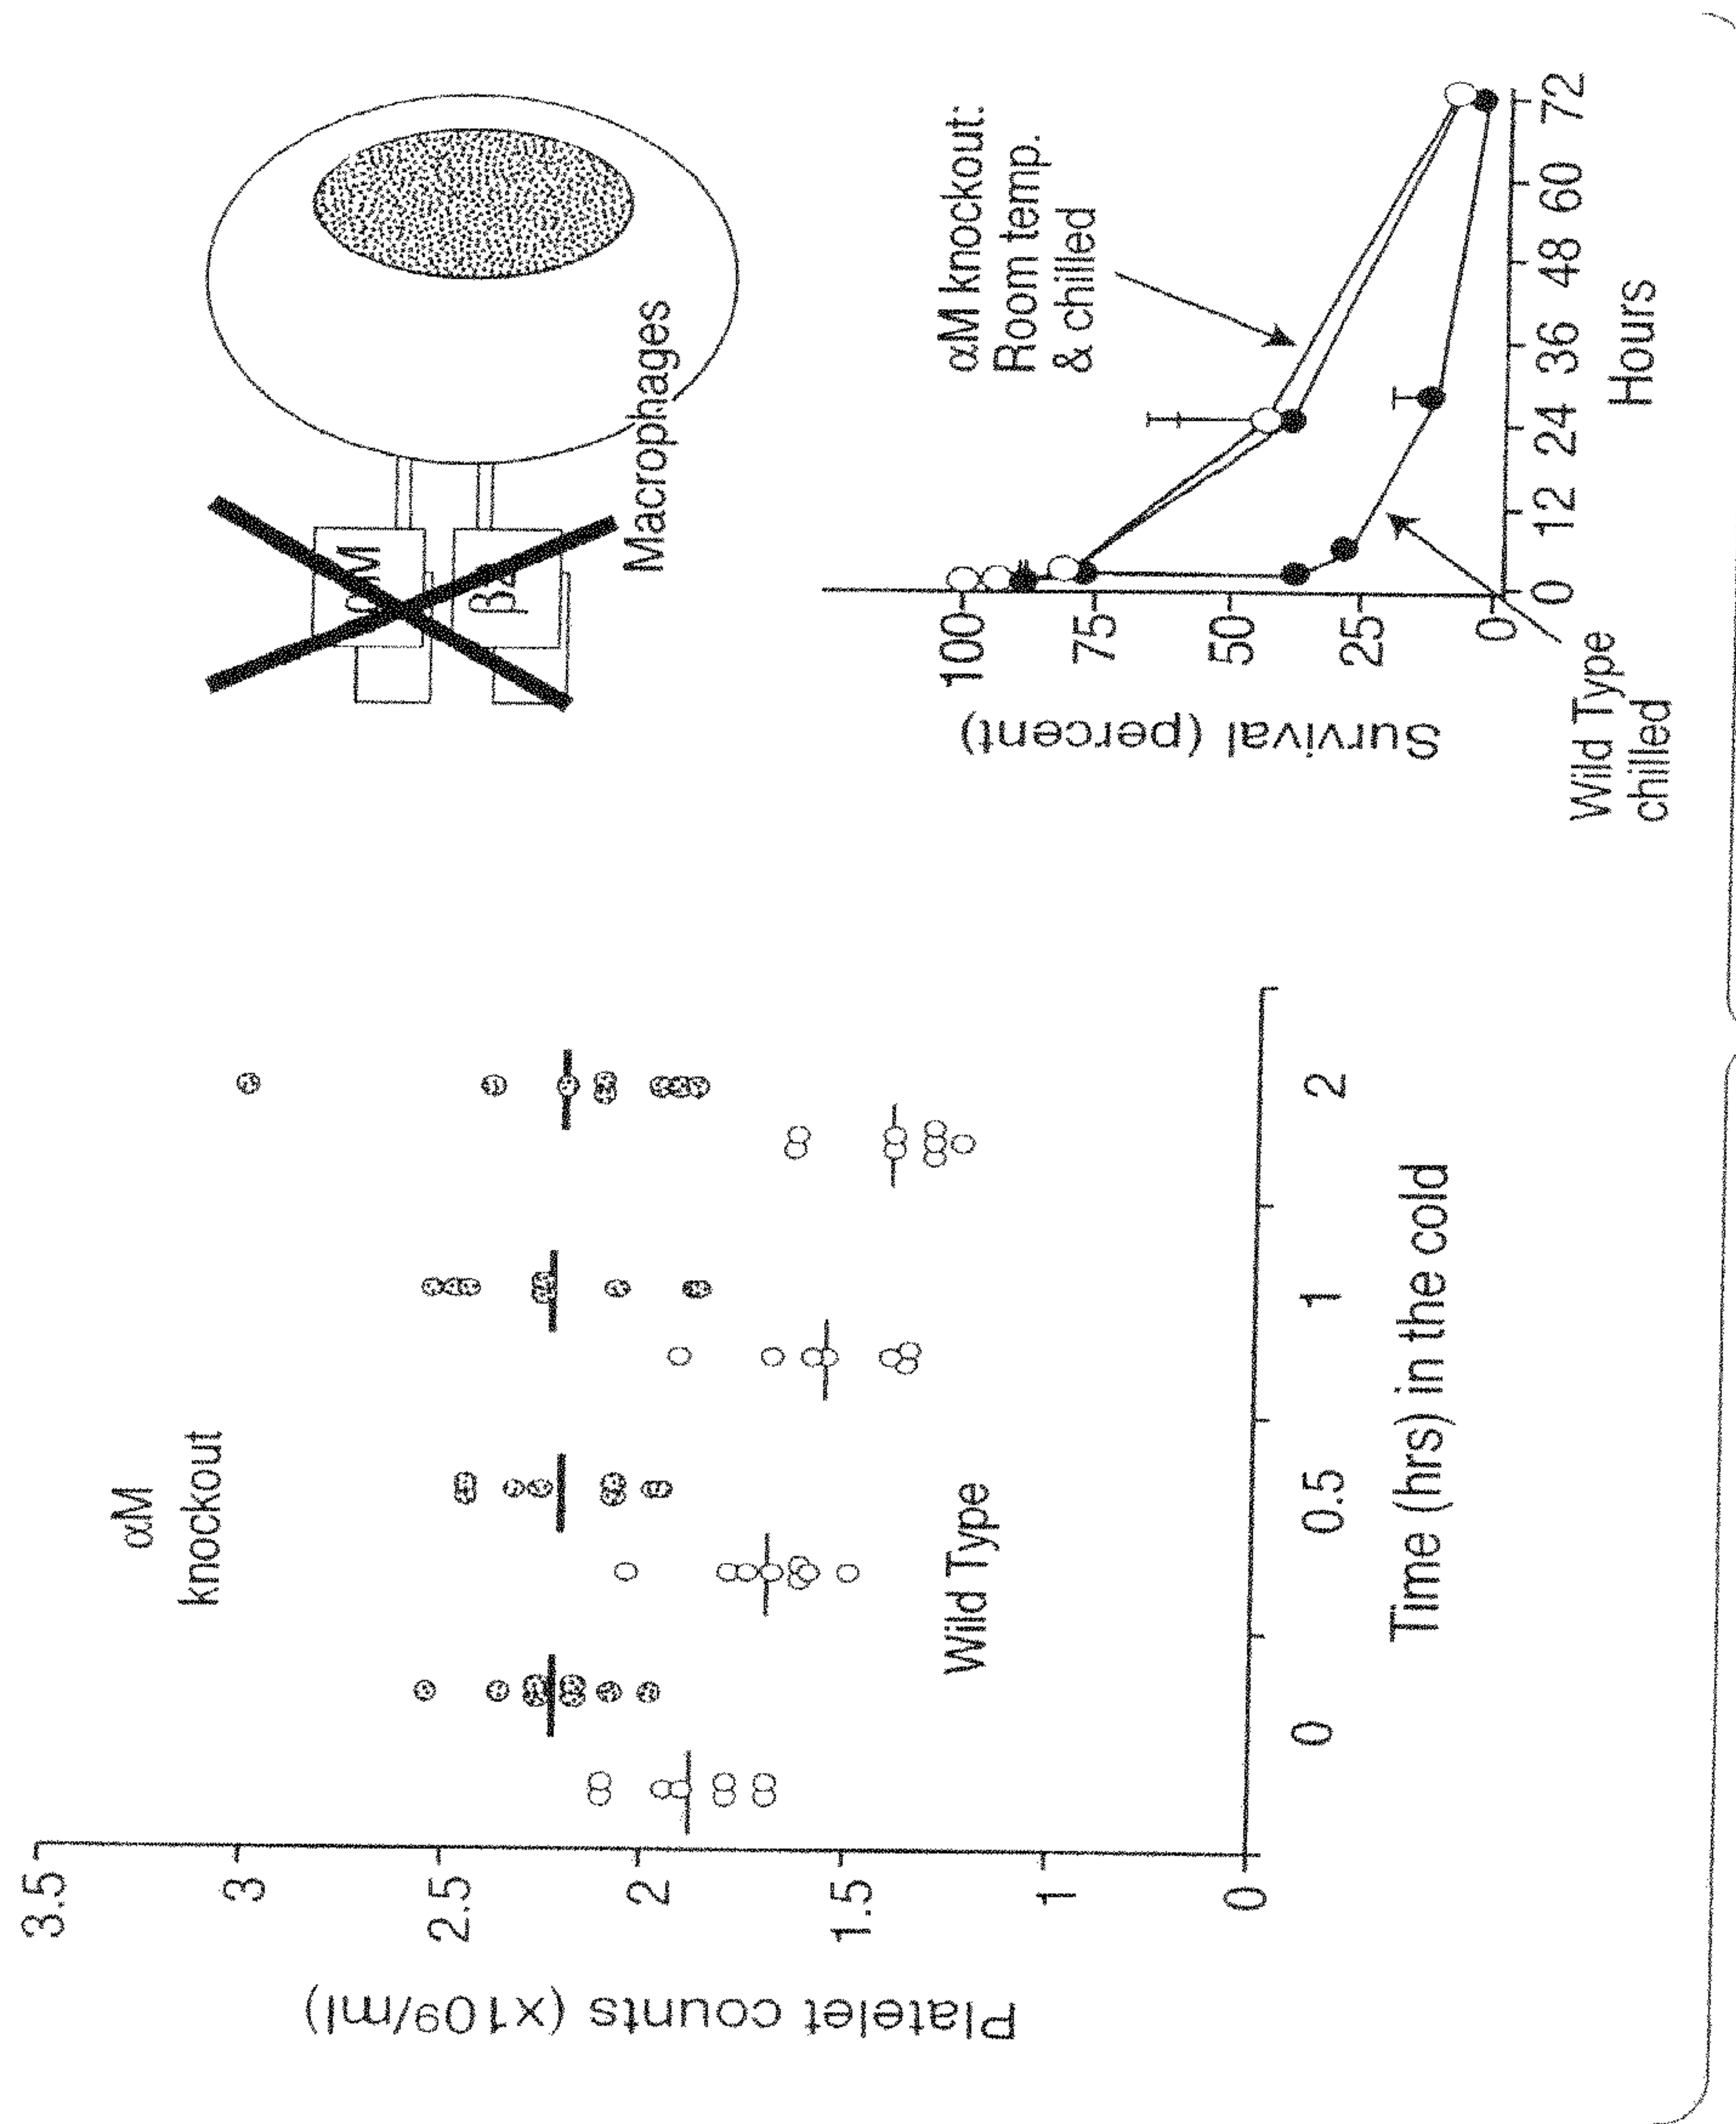 αM
knockout
Wild Type
3.5
3
2.5
2
1.5
1
0
Platelet counts (x10⁹/ml)
0
0.5
1
2
Time (hrs) in the cold
αM
Macrophages
αM knockout:
Room temp.
& chilled
100
75
50
25
0
Survival (percent)
0
12
24
36
48
60
72
Hours
Wild Type
chilled